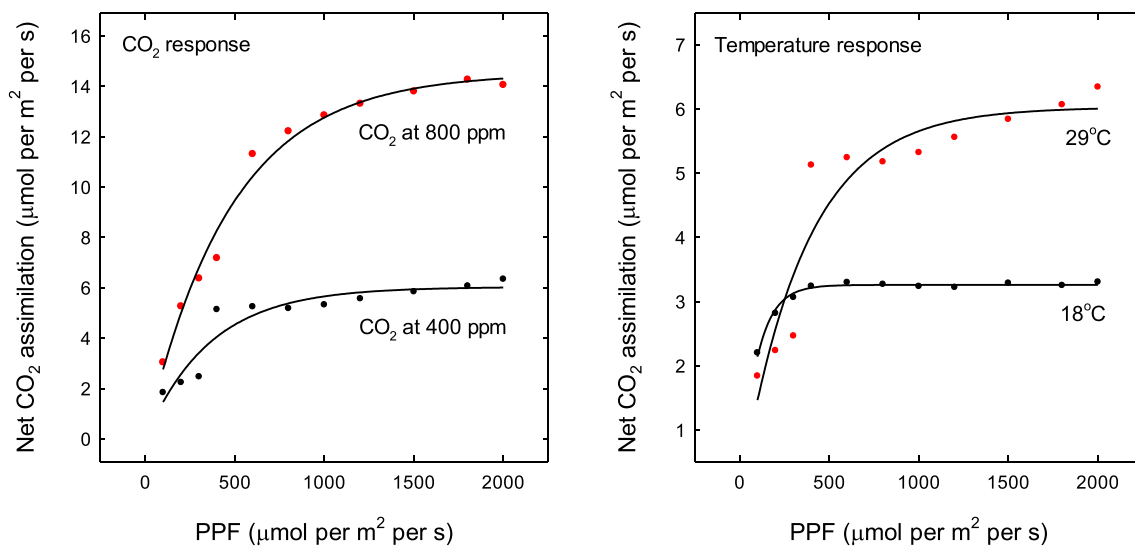 CO₂ response
CO₂ at 800 ppm
CO₂ at 400 ppm
Net CO₂ assimilation (μmol per m² per s)
16
14
12
10
8
6
4
2
0
0 500 1000 1500 2000
PPF (μmol per m² per s)
Temperature response
29°C
18°C
Net CO₂ assimilation (μmol per m² per s)
7
6
5
4
3
2
1
0 500 1000 1500 2000
PPF (μmol per m² per s)